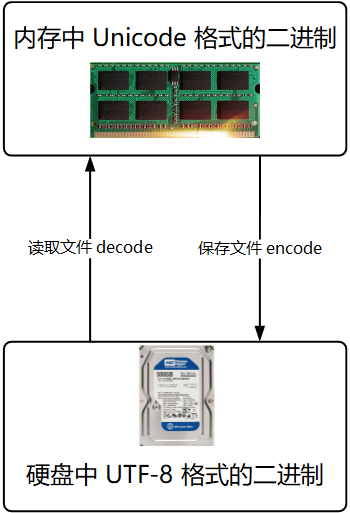 内存中 Unicode 格式的二进制
读取文件 decode
保存文件 encode
500GB
硬盘中 UTF-8 格式的二进制